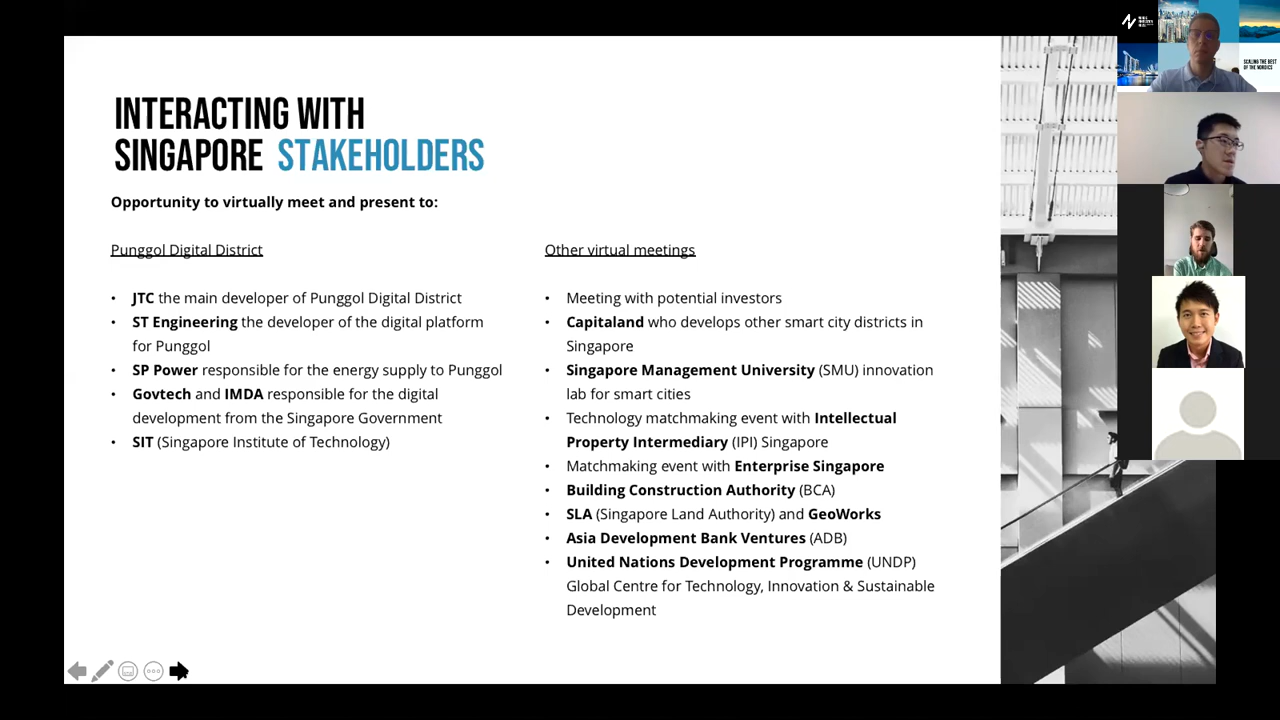 INTERACTING WITH
SINGAPORE STAKEHOLDERS
Opportunity to virtually meet and present to:
Punggol Digital District
• JTC the main developer of Punggol Digital District
• ST Engineering the developer of the digital platform
for Punggol
• SP Power responsible for the energy supply to Punggol
• Govtech and IMDA responsible for the digital
development from the Singapore Government
• SIT (Singapore Institute of Technology)
Other virtual meetings
• Meeting with potential investors
• Capitaland who develops other smart city districts in
Singapore
• Singapore Management University (SMU) innovation
lab for smart cities
• Technology matchmaking event with Intellectual
Property Intermediary (IPI) Singapore
• Matchmaking event with Enterprise Singapore
• Building Construction Authority (BCA)
• SLA (Singapore Land Authority) and GeoWorks
• Asia Development Bank Ventures (ADB)
• United Nations Development Programme (UNDP)
Global Centre for Technology, Innovation & Sustainable
Development
SCALING THE BEST
OF THE NORDICS